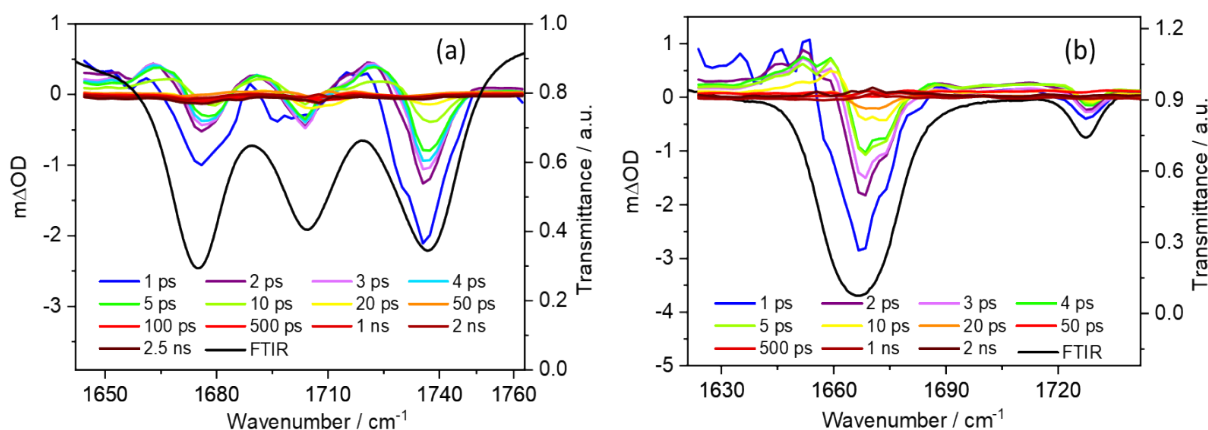 (a)
1
0
-1
-2
-3
m∆OD
1.0
0.8
0.6
0.4
0.2
0.0
Transmittance / a.u.
1 ps 2 ps 3 ps 4 ps
5 ps 10 ps 20 ps 50 ps
100 ps 500 ps 1 ns 2 ns
2.5 ns FTIR
1650 1680 1710 1740 1760
Wavenumber / cm⁻¹
(b)
1
0
-1
-2
-3
-4
-5
m∆OD
1.2
0.9
0.6
0.3
0.0
Transmittance / a.u.
1 ps 2 ps 3 ps 4 ps
5 ps 10 ps 20 ps 50 ps
500 ps 1 ns 2 ns FTIR
1630 1660 1690 1720
Wavenumber / cm⁻¹